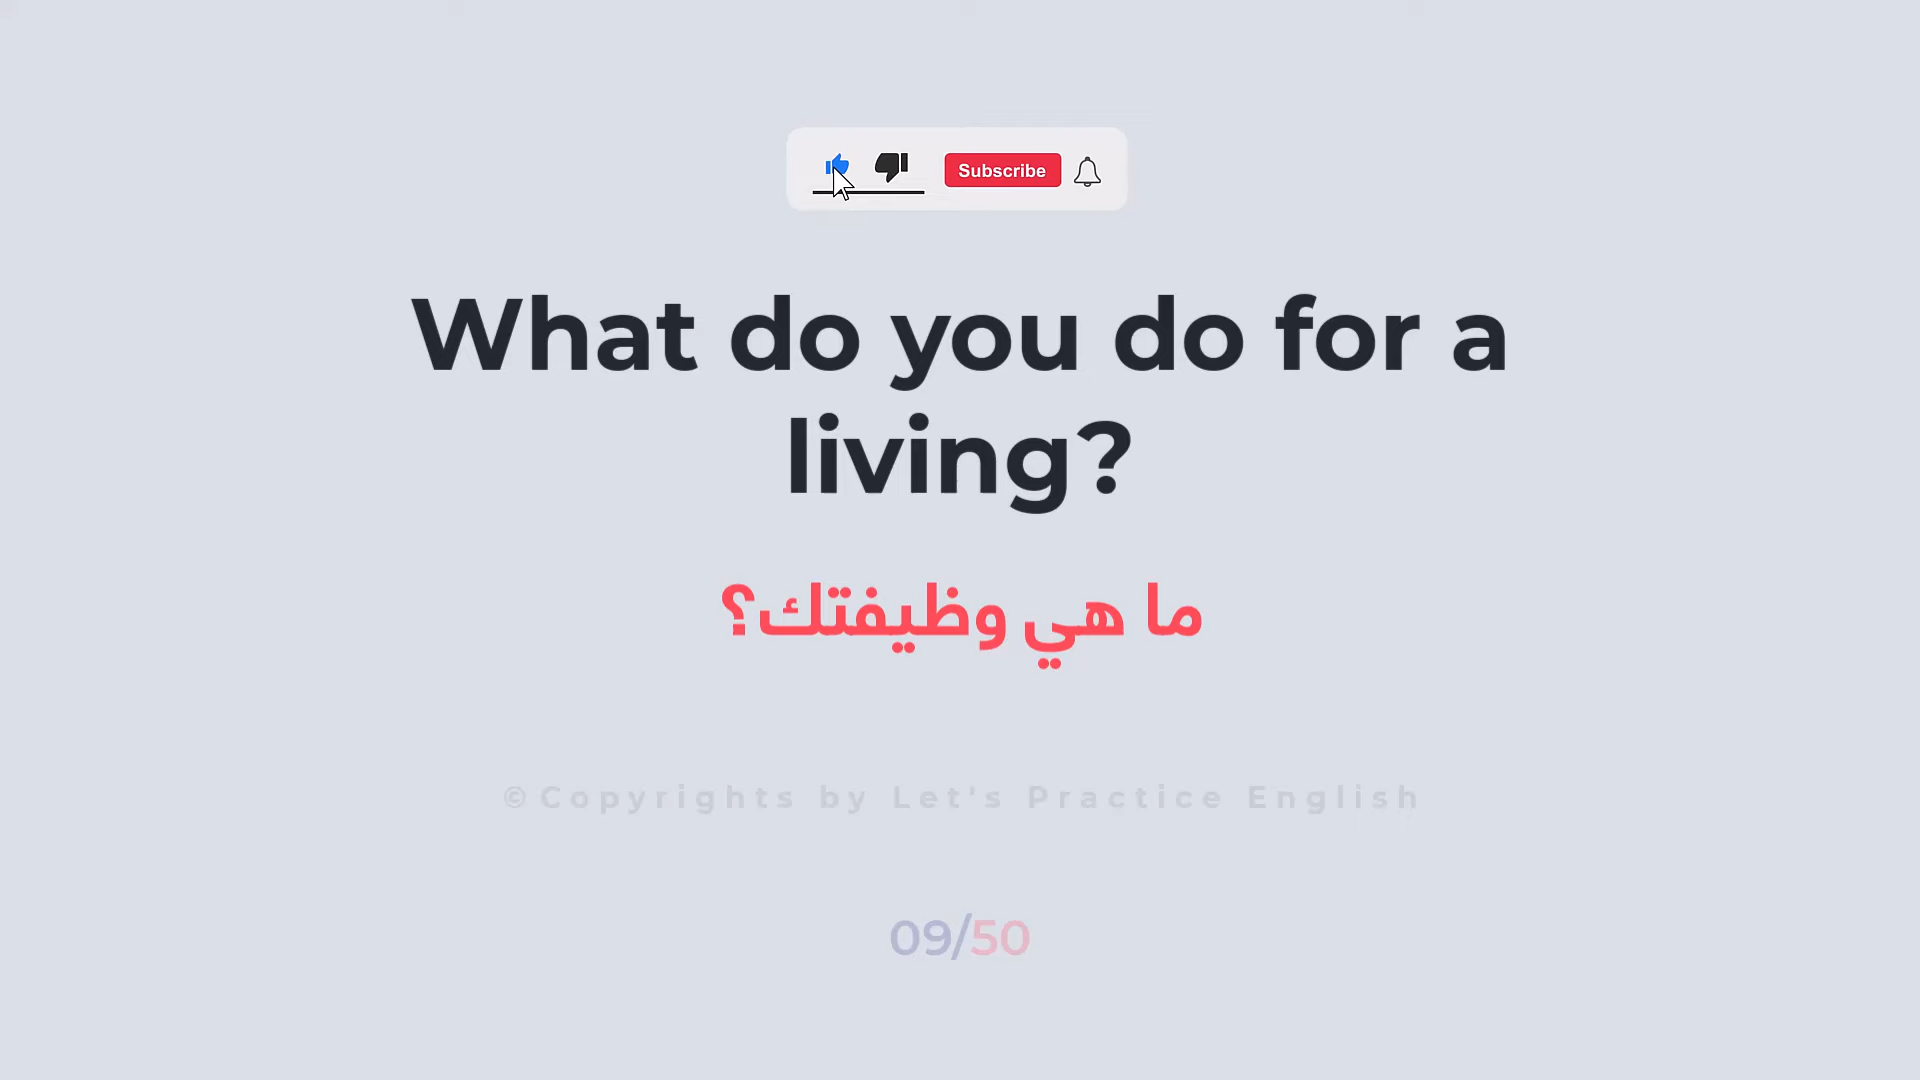 Subscribe
What do you do for a
living?
ما هي وظيفتك؟
©Copyrights by Let's Practice English
09/50